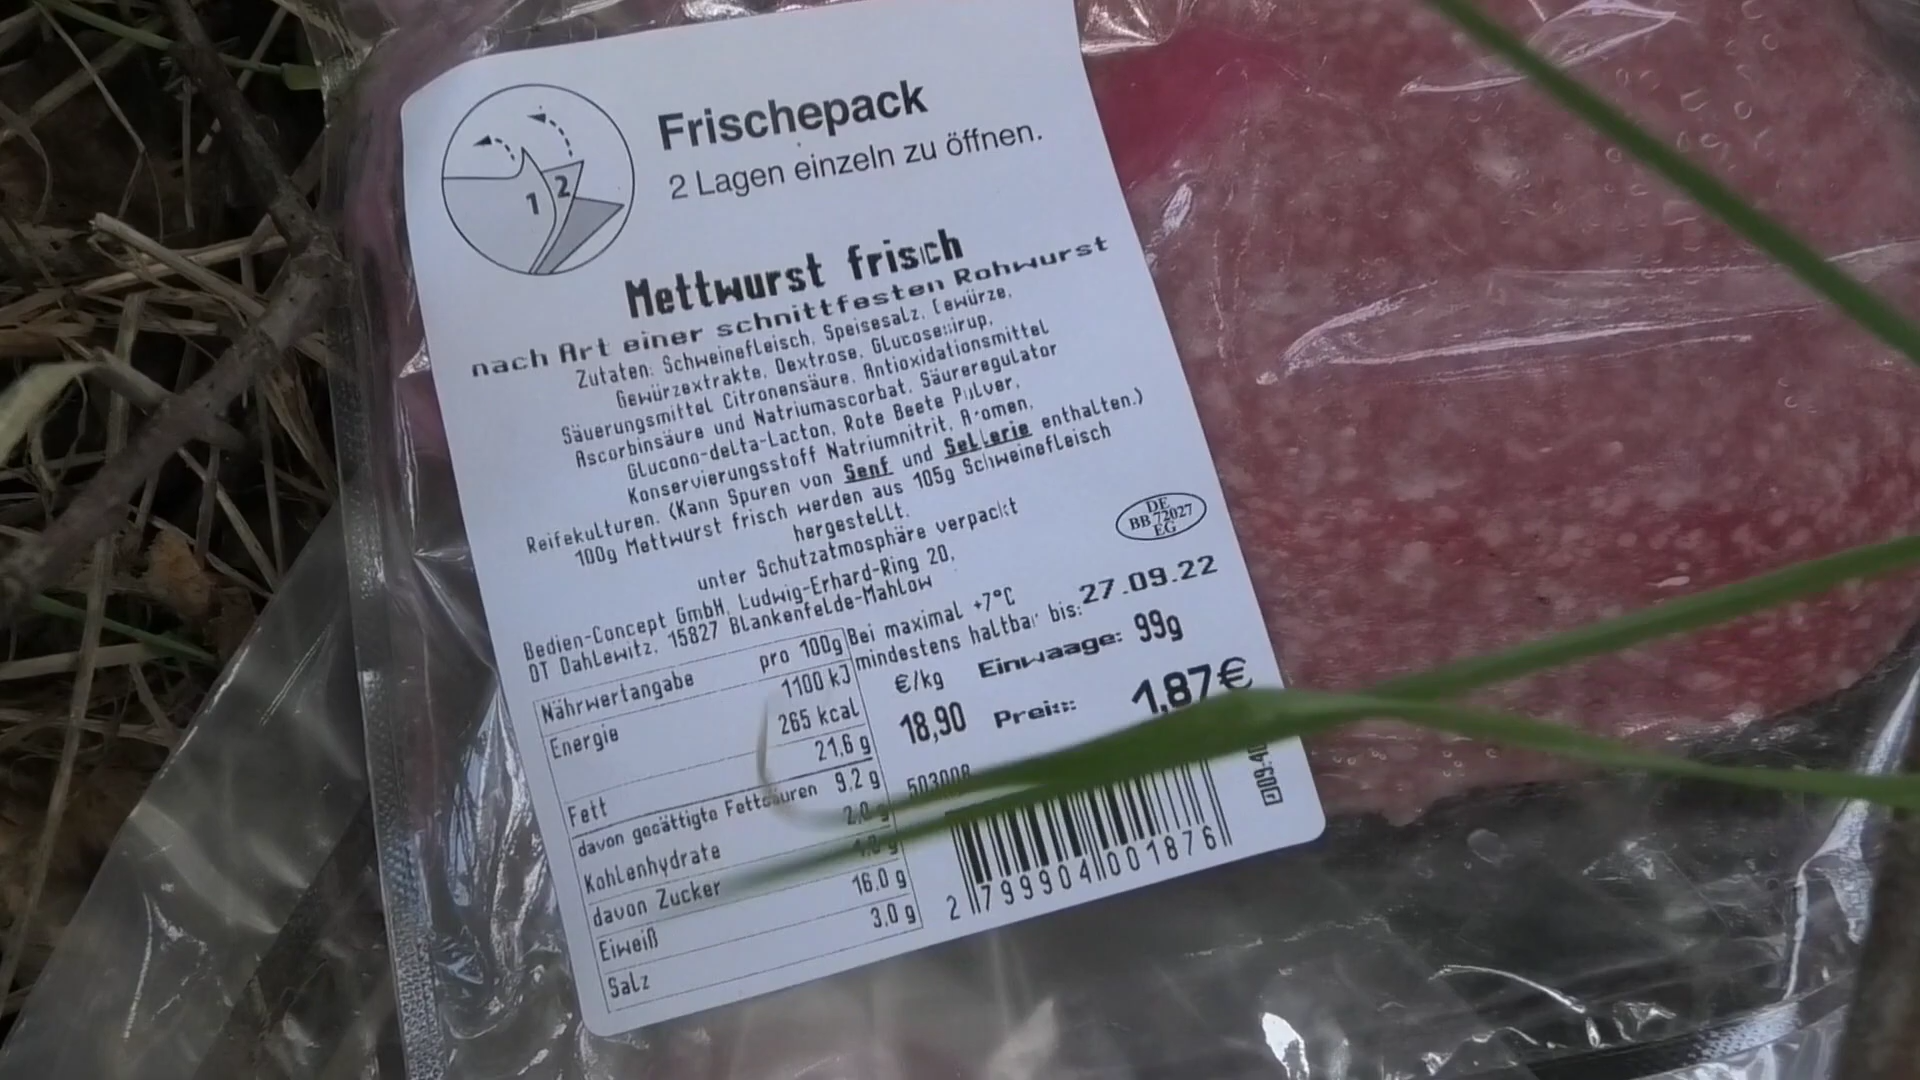 Frischepack
2 Lagen einzeln zu öffnen.
1 2
Mettwurst frisch
nach Art einer schnittfesten Rohwurst
Zutaten: Schweinefleisch, Speisesalz, Gewürze,
Gewürzextrakte, Dextrose, Glucosesirup,
Säuerungsmittel Citronensäure, Antioxidationsmittel
Ascorbinsäure und Natriumascorbat, Säureregulator
Glucono-delta-Lacton, Rote Beete Pulver,
Konservierungsstoff Natriumnitrit, Aromen,
Reifekulturen. (Kann Spuren von Senf und Sellerie enthalten.)
100g Mettwurst frisch werden aus 105g Schweinefleisch
hergestellt.
unter Schutzatmosphäre verpackt
DE
BB 72027
EG
Bedien-Concept GmbH, Ludwig-Erhard-Ring 20,
OT Dahlewitz, 15827 Blankenfelde-Mahlow
Bei maximal +7°C
mindestens haltbar bis: 27.09.22
€/kg Einwaage: 99g
18,90 Preis: 1,87€
Nährwertangabe pro 100g
Energie 1100 kJ
265 kcal
Fett 21,6 g
davon gesättigte Fettsäuren 9,2 g
Kohlenhydrate 2,0 g
davon Zucker
Eiweiß 16,0 g
Salz 3,0 g
503008
2 799904 001876